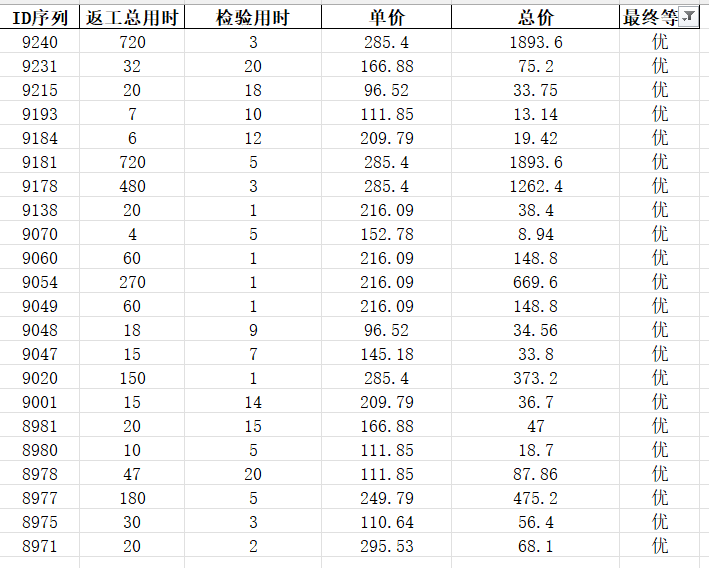 ID序列 返工总用时 检验用时 单价 总价 最终等
9240 720 3 285.4 1893.6 优
9231 32 20 166.88 75.2 优
9215 20 18 96.52 33.75 优
9193 7 10 111.85 13.14 优
9184 6 12 209.79 19.42 优
9181 720 5 285.4 1893.6 优
9178 480 3 285.4 1262.4 优
9138 20 1 216.09 38.4 优
9070 4 5 152.78 8.94 优
9060 60 1 216.09 148.8 优
9054 270 1 216.09 669.6 优
9049 60 1 216.09 148.8 优
9048 18 9 96.52 34.56 优
9047 15 7 145.18 33.8 优
9020 150 1 285.4 373.2 优
9001 15 14 209.79 36.7 优
8981 20 15 166.88 47 优
8980 10 5 111.85 18.7 优
8978 47 20 111.85 87.86 优
8977 180 5 249.79 475.2 优
8975 30 3 110.64 56.4 优
8971 20 2 295.53 68.1 优